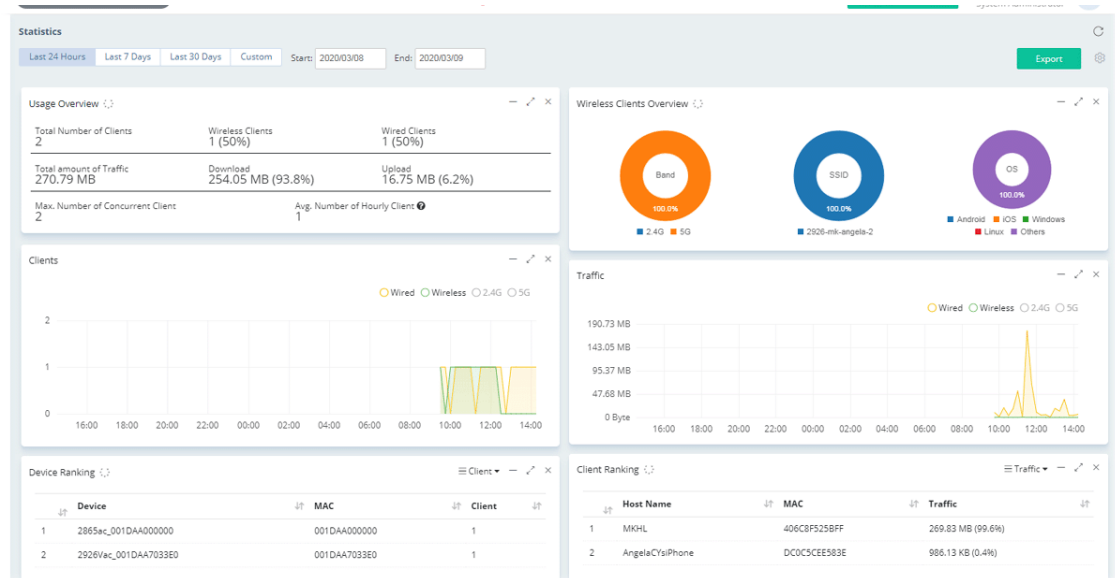 Statistics
Last 24 Hours Last 7 Days Last 30 Days Custom Start: 2020/03/08 End: 2020/03/09 Export
Usage Overview
Total Number of Clients Wireless Clients Wired Clients
2 1 (50%) 1 (50%)
Total amount of Traffic Download Upload
270.79 MB 254.05 MB (93.8%) 16.75 MB (6.2%)
Max. Number of Concurrent Client Avg. Number of Hourly Client
2 1
Wireless Clients Overview
Band SSID OS
100.0% 100.0% 100.0%
2.4G 5G 2926-mk-angela-2 Android iOS Windows
Linux Others
Clients
Wired Wireless 2.4G 5G
2
1
0
16:00 18:00 20:00 22:00 00:00 02:00 04:00 06:00 08:00 10:00 12:00 14:00
Traffic
Wired Wireless 2.4G 5G
190.73 MB
143.05 MB
95.37 MB
47.68 MB
0 Byte
16:00 18:00 20:00 22:00 00:00 02:00 04:00 06:00 08:00 10:00 12:00 14:00
Device Ranking Client
Device MAC Client
1 2865ac_001DAA000000 001DAA000000 1
2 2926Vac_001DAA7033E0 001DAA7033E0 1
Client Ranking Traffic
Host Name MAC Traffic
1 MKHL 406C8F525BFF 269.83 MB (99.6%)
2 AngelaCYsiPhone DC0C5CEE583E 986.13 KB (0.4%)